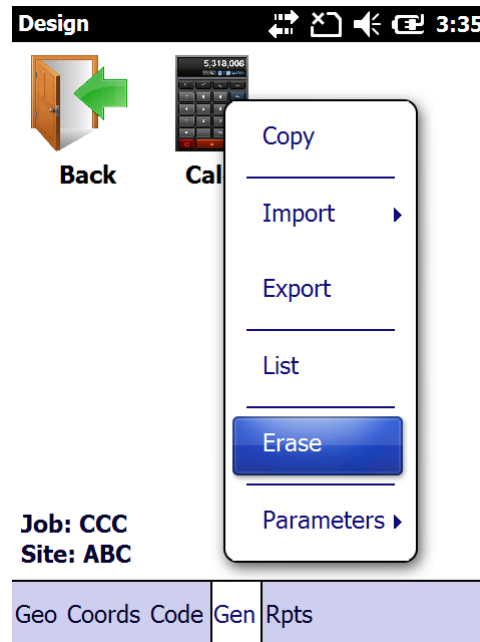 Design 3:35
5,318,006
Back Cal
Copy
Import
Export
List
Erase
Parameters
Job: CCC
Site: ABC
Geo Coords Code Gen Rpts